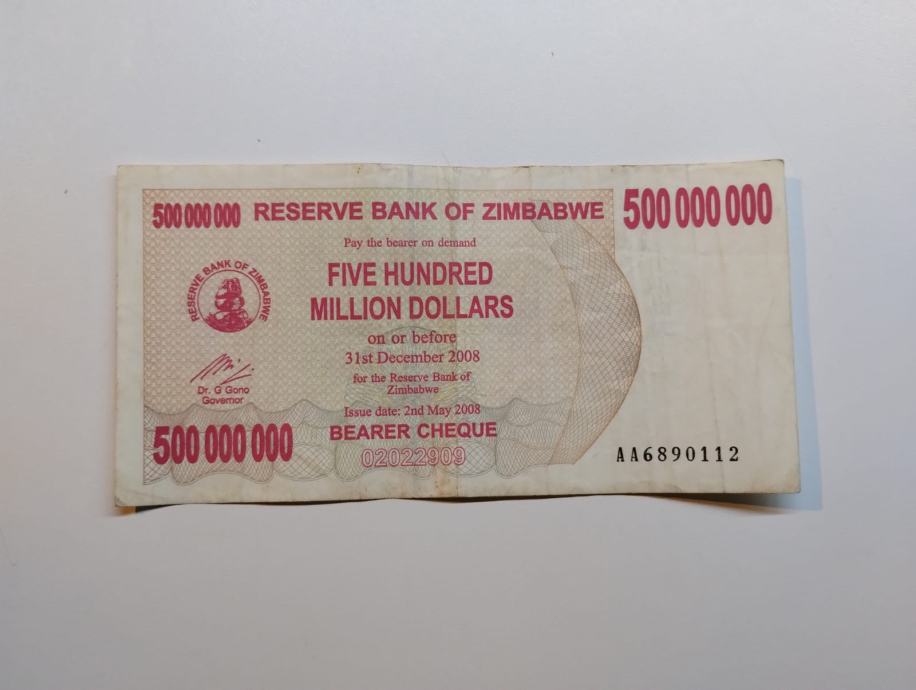 500 000 000 RESERVE BANK OF ZIMBABWE 500 000 000
Pay the bearer on demand
FIVE HUNDRED
MILLION DOLLARS
RESERVE BANK OF ZIMBABWE
on or before
31st December 2008
for the Reserve Bank of
Zimbabwe
Dr. G Gono
Governor
Issue date: 2nd May 2008
500 000 000 BEARER CHEQUE
02022909
AA6890112